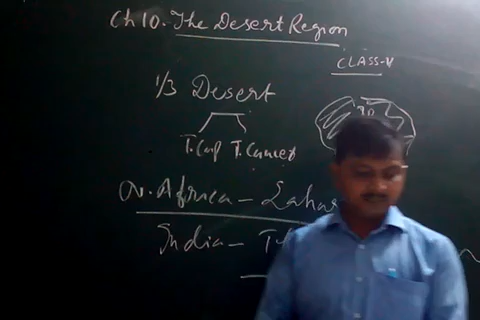 Ch 10. The Desert Region
CLASS-V
1/3 Desert
T.Cap T.Cancer
N. Africa - Sahar
India - T